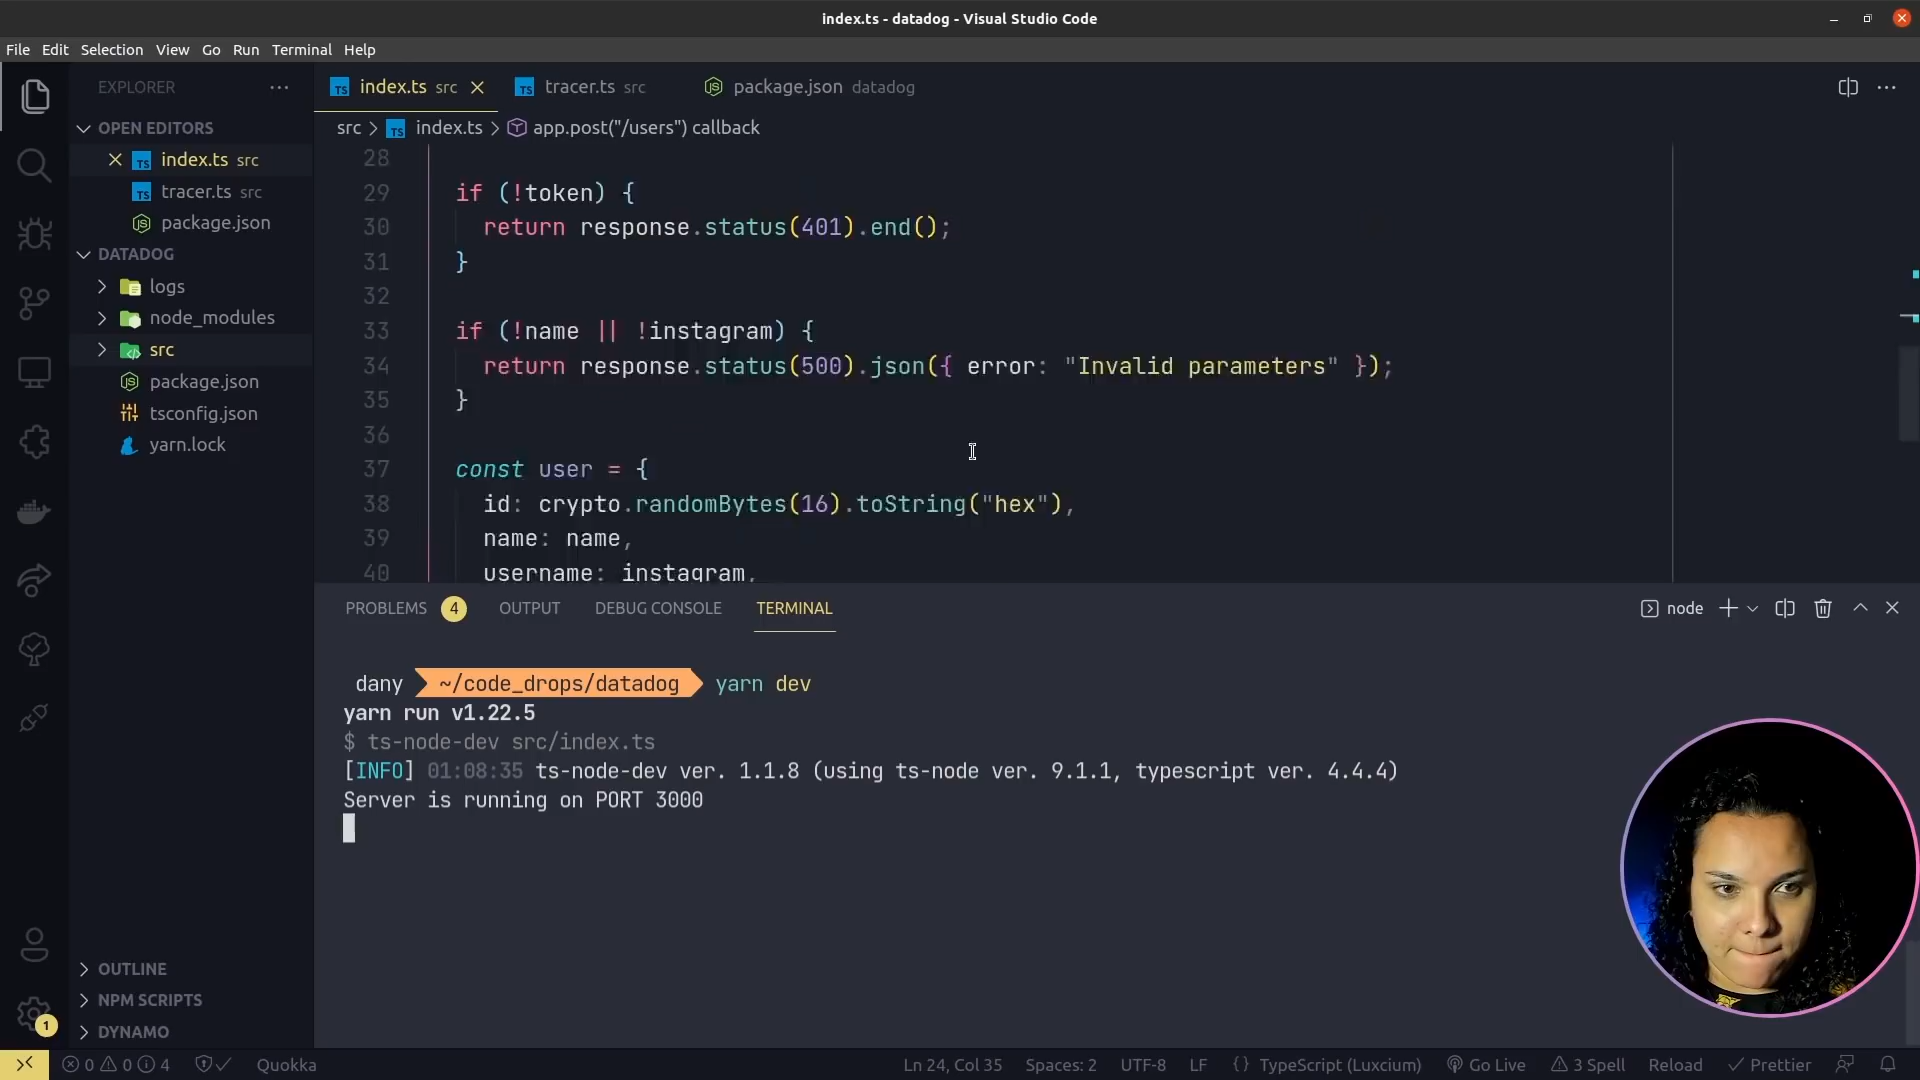 index.ts - datadog - Visual Studio Code
File Edit Selection View Go Run Terminal Help
EXPLORER
OPEN EDITORS
index.ts src
tracer.ts src
package.json
DATADOG
logs
node_modules
src
package.json
tsconfig.json
yarn.lock
OUTLINE
NPM SCRIPTS
DYNAMO
index.ts src tracer.ts src package.json datadog
src > index.ts > app.post("/users") callback
28
29 if (!token) {
30 return response.status(401).end();
31 }
32
33 if (!name || !instagram) {
34 return response.status(500).json({ error: "Invalid parameters" });
35 }
36
37 const user = {
38 id: crypto.randomBytes(16).toString("hex"),
39 name: name,
40 username: instagram,
PROBLEMS 4 OUTPUT DEBUG CONSOLE TERMINAL node
dany ~/code_drops/datadog yarn dev
yarn run v1.22.5
$ ts-node-dev src/index.ts
[INFO] 01:08:35 ts-node-dev ver. 1.1.8 (using ts-node ver. 9.1.1, typescript ver. 4.4.4)
Server is running on PORT 3000
1
0 0 4 Quokka Ln 24, Col 35 Spaces: 2 UTF-8 LF {} TypeScript (Luxcium) Go Live 3 Spell Reload Prettier